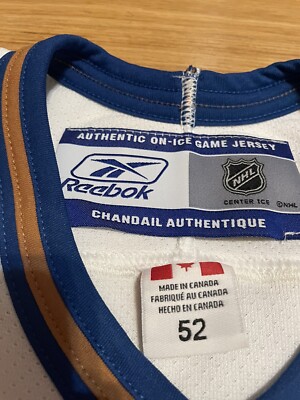 AUTHENTIC ON-ICE GAME JERSEY
Reebok
NHL
CENTER ICE ©NHL
CHANDAIL AUTHENTIQUE
MADE IN CANADA
FABRIQUÉ AU CANADA
HECHO EN CANADA
52